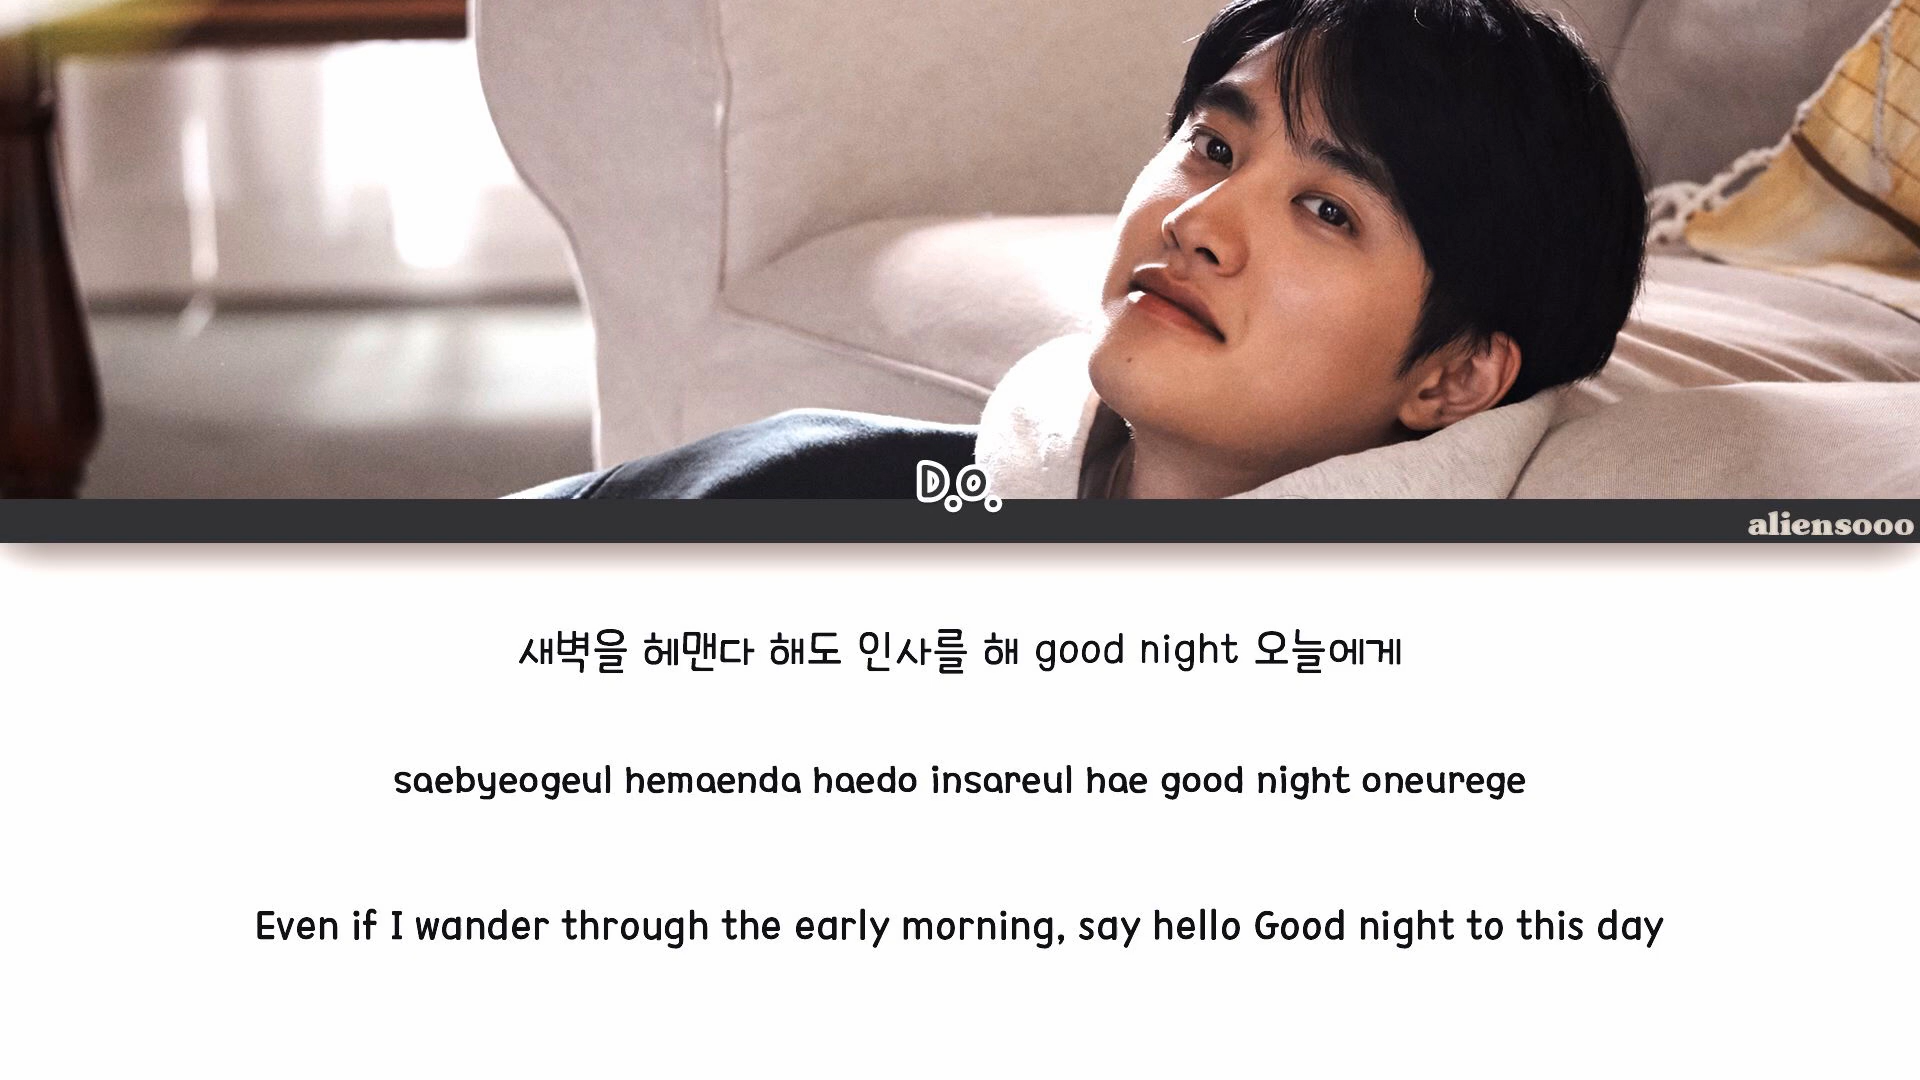 D.O.
aliensooo
새벽을 헤맨다 해도 인사를 해 good night 오늘에게
saebyeogeul hemaenda haedo insareul hae good night oneurege
Even if I wander through the early morning, say hello Good night to this day